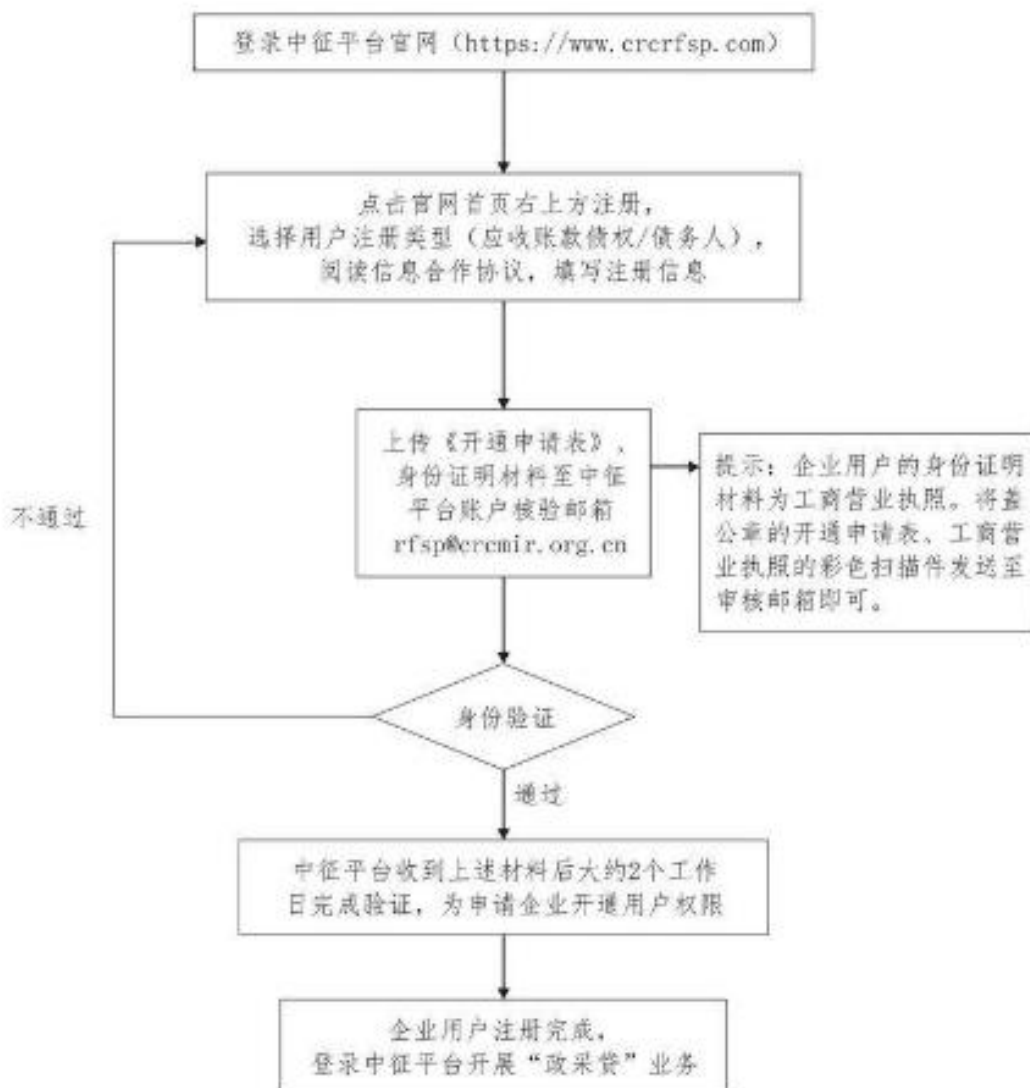 登录中征平台官网（https://www.crcrfsp.com）
点击官网首页右上方注册，
选择用户注册类型（应收账款债权/债务人），
阅读信息合作协议，填写注册信息
上传《开通申请表》、
身份证明材料至中征
平台账户核验邮箱
rfsp@crcmir.org.cn
提示：企业用户的身份证明
材料为工商营业执照。将盖
公章的开通申请表、工商营
业执照的彩色扫描件发送至
审核邮箱即可。
不通过
身份验证
通过
中征平台收到上述材料后大约2个工作
日完成验证，为申请企业开通用户权限
企业用户注册完成，
登录中征平台开展“政采贷”业务